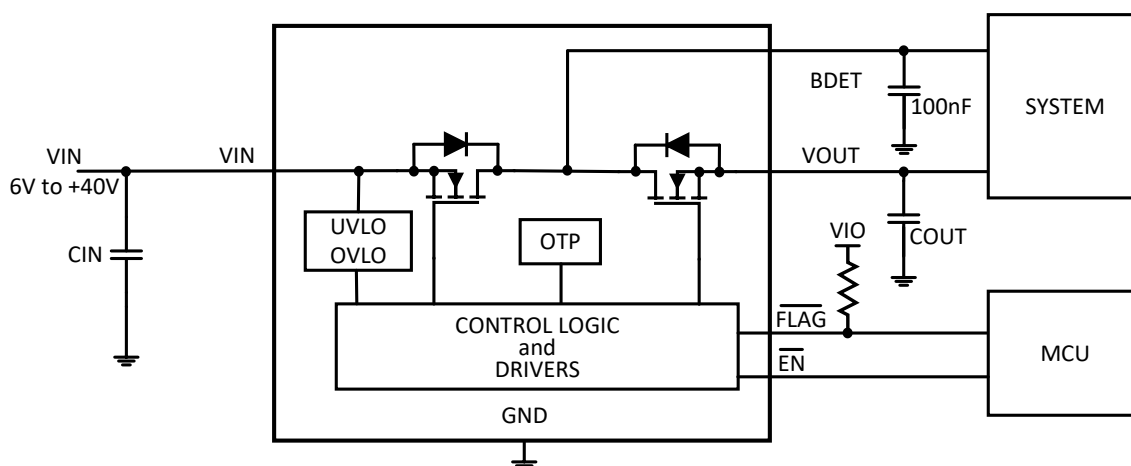 BDET
100nF
SYSTEM
VIN
6V to +40V
VIN
VOUT
CIN
UVLO
OVLO
OTP
VIO
COUT
CONTROL LOGIC
and
DRIVERS
FLAG
EN
MCU
GND